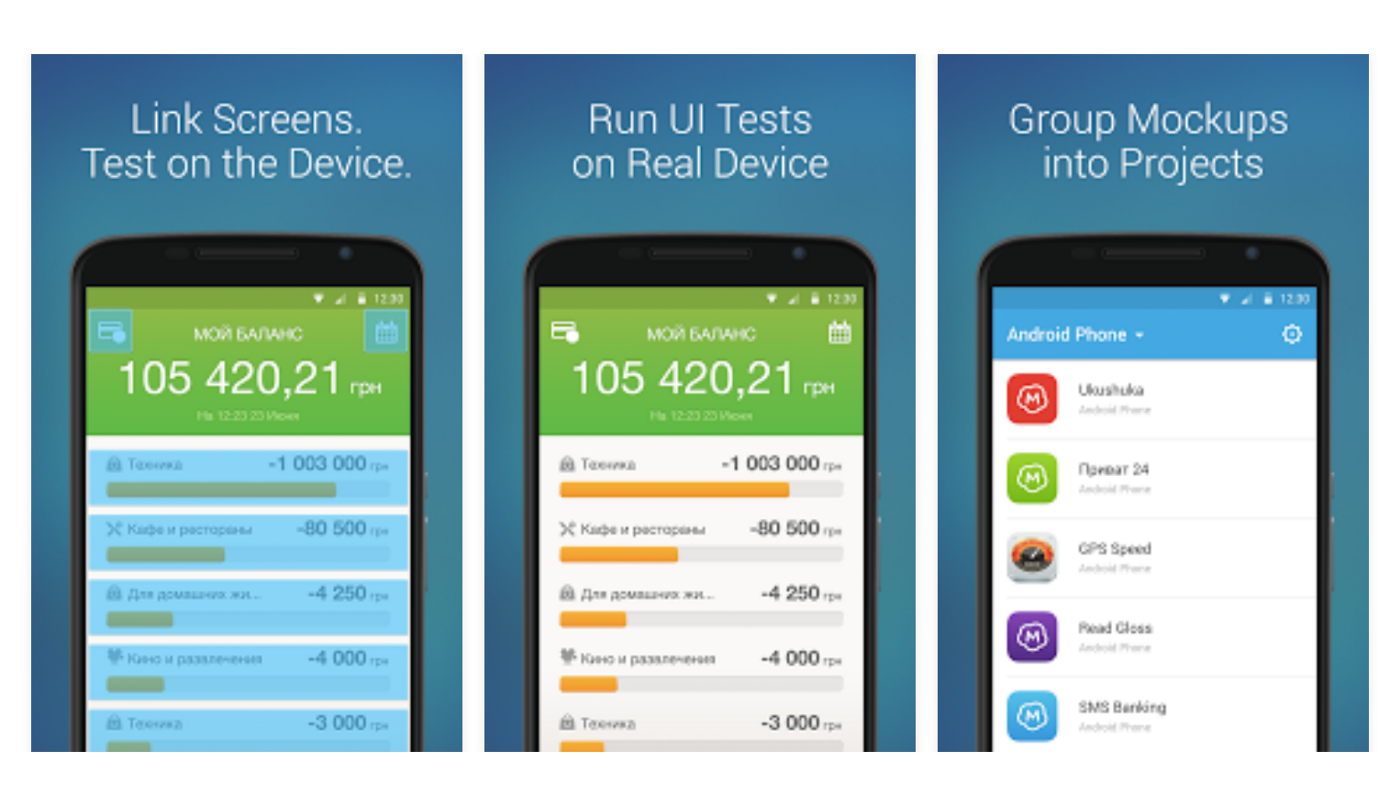 Link Screens.
Test on the Device.
12:30
МОЙ БАЛАНС
105 420,21 грн
На 12:23 23 Июня
Техника -1 003 000 грн
Кафе и рестораны -80 500 грн
Для домашних жи... -4 250 грн
Кино и развлечения -4 000 грн
Техника -3 000 грн
Run UI Tests
on Real Device
12:30
МОЙ БАЛАНС
105 420,21 грн
На 12:23 23 Июня
Техника -1 003 000 грн
Кафе и рестораны -80 500 грн
Для домашних жи... -4 250 грн
Кино и развлечения -4 000 грн
Техника -3 000 грн
Group Mockups
into Projects
12:30
Android Phone
Ukushuka
Android Phone
Приват 24
Android Phone
GPS Speed
Android Phone
Read Gloss
Android Phone
SMS Banking
Android Phone